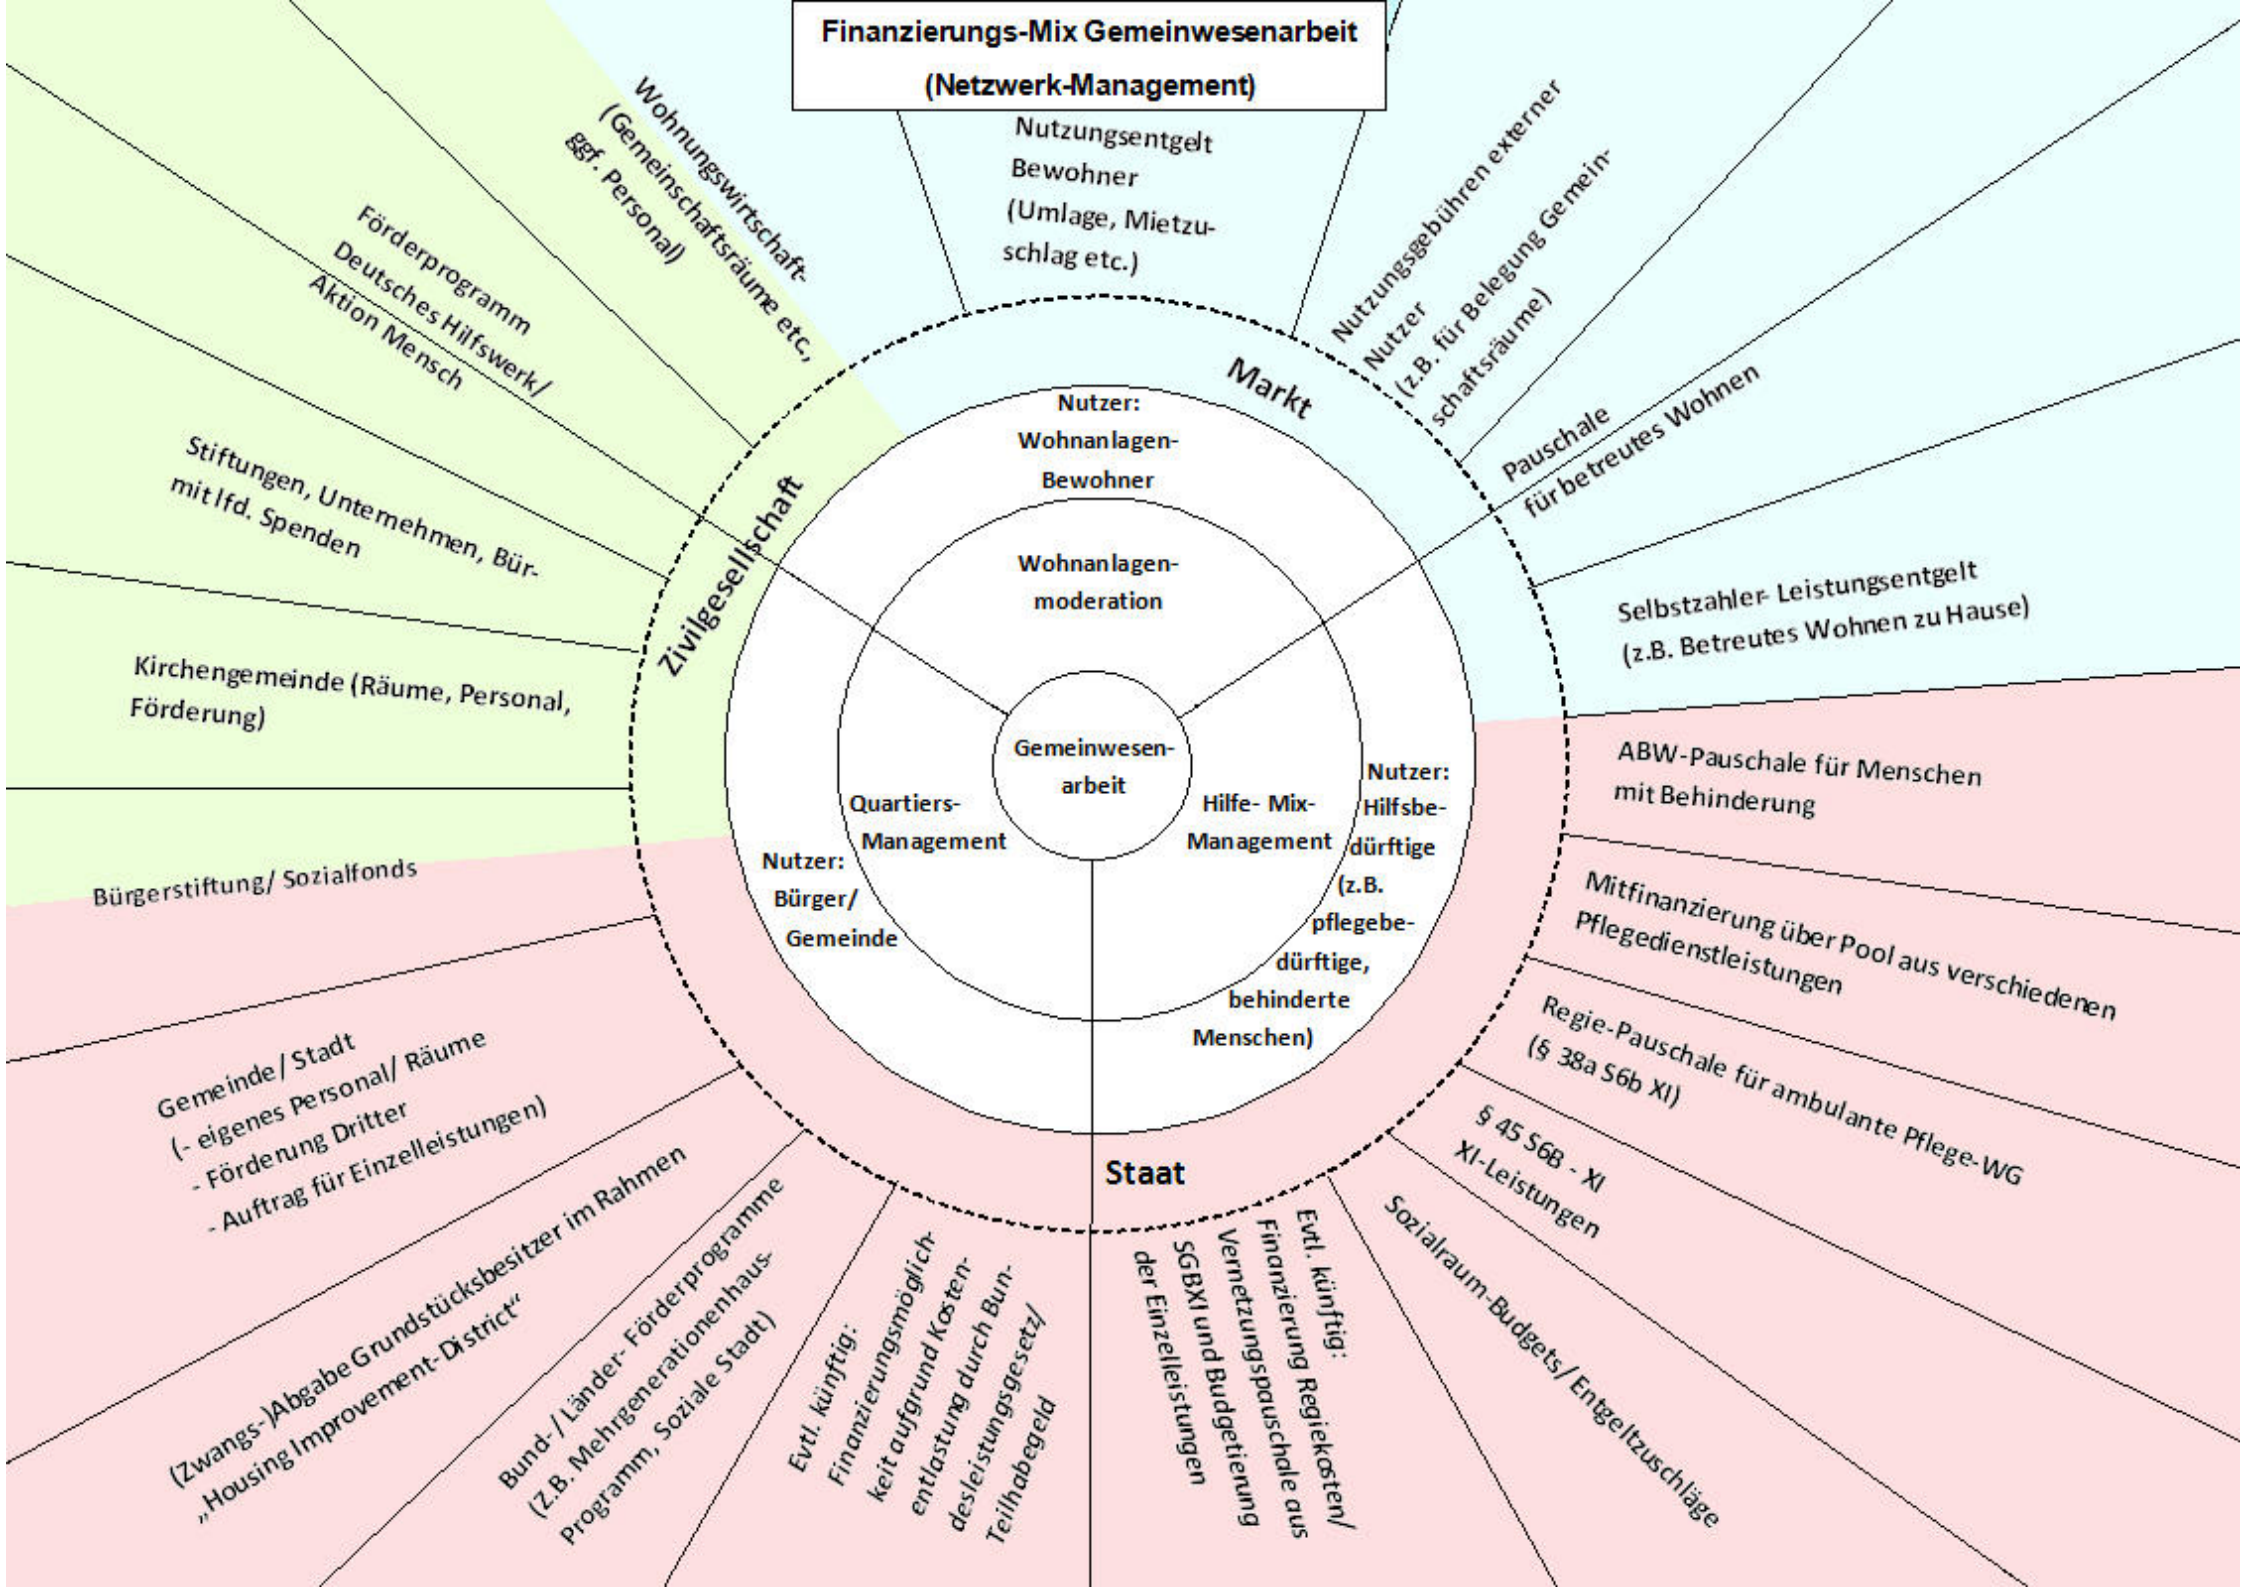 Finanzierungs-Mix Gemeinwesenarbeit
(Netzwerk-Management)
Wohnungswirtschaft-
(Gemeinschaftsräume etc,
ggf. Personal)
Nutzungsentgelt
Bewohner
(Umlage, Mietzu-
schlag etc.)
Nutzungsgebühren externer
Nutzer
(z.B. für Belegung Gemein-
schaftsräume)
Pauschale
für betreutes Wohnen
Selbstzahler- Leistungsentgelt
(z.B. Betreutes Wohnen zu Hause)
ABW-Pauschale für Menschen
mit Behinderung
Mitfinanzierung über Pool aus verschiedenen
Pflegedienstleistungen
Regie-Pauschale für ambulante Pflege-WG
(§ 38a S6b XI)
§ 45 S6B - XI
XI-Leistungen
Sozialraum-Budgets/ Entgeltzuschläge
Evtl. künftig:
Finanzierung Regiekosten/
Vernetzungspauschale aus
SGBXI und Budgetierung
der Einzelleistungen
Evtl. künftig:
Finanzierungsmöglich-
keit aufgrund Kosten-
entlastung durch Bun-
desleistungsgesetz/
Teilhabegeld
Bund-/ Länder- Förderprogramme
(Z.B. Mehrgenerationenhaus-
Programm, Soziale Stadt)
(Zwangs-)Abgabe Grundstücksbesitzer im Rahmen
„Housing Improvement-District“
Gemeinde/ Stadt
(- eigenes Personal/ Räume
- Förderung Dritter
- Auftrag für Einzelleistungen)
Bürgerstiftung/ Sozialfonds
Kirchengemeinde (Räume, Personal,
Förderung)
Stiftungen, Unternehmen, Bür-
mit lfd. Spenden
Förderprogramm
Deutsches Hilfswerk/
Aktion Mensch
Zivilgesellschaft
Markt
Staat
Nutzer:
Wohnanlagen-
Bewohner
Wohnanlagen-
moderation
Gemeinwesen-
arbeit
Quartiers-
Management
Hilfe- Mix-
Management
Nutzer:
Bürger/
Gemeinde
Nutzer:
Hilfsbe-
dürftige
(z.B.
pflegebe-
dürftige,
behinderte
Menschen)